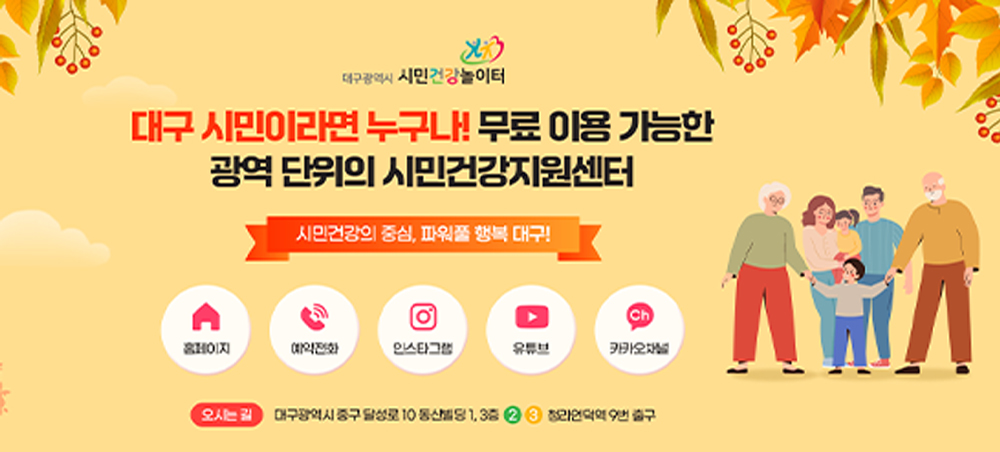 대구광역시 시민건강놀이터
대구 시민이라면 누구나! 무료 이용 가능한
광역 단위의 시민건강지원센터
시민건강의 중심, 파워풀 행복 대구!
홈페이지 예약전화 인스타그램 유튜브 Ch 카카오채널
오시는 길 대구광역시 중구 달성로 10 동산빌딩 1, 3층 2 3 청라언덕역 9번 출구